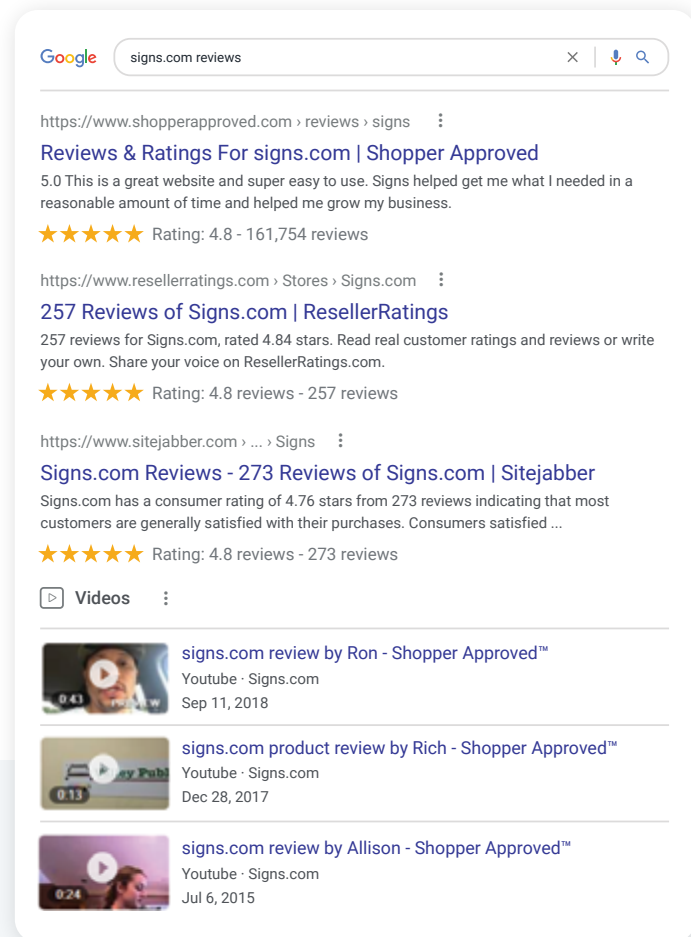 Google
signs.com reviews
https://www.shopperapproved.com › reviews › signs
Reviews & Ratings For signs.com | Shopper Approved
5.0 This is a great website and super easy to use. Signs helped get me what I needed in a
reasonable amount of time and helped me grow my business.
Rating: 4.8 - 161,754 reviews
https://www.resellerratings.com › Stores › Signs.com
257 Reviews of Signs.com | ResellerRatings
257 reviews for Signs.com, rated 4.84 stars. Read real customer ratings and reviews or write
your own. Share your voice on ResellerRatings.com.
Rating: 4.8 reviews - 257 reviews
https://www.sitejabber.com › ... › Signs
Signs.com Reviews - 273 Reviews of Signs.com | Sitejabber
Signs.com has a consumer rating of 4.76 stars from 273 reviews indicating that most
customers are generally satisfied with their purchases. Consumers satisfied ...
Rating: 4.8 reviews - 273 reviews
Videos
signs.com review by Ron - Shopper Approved™
Youtube · Signs.com
0:43
Sep 11, 2018
signs.com product review by Rich - Shopper Approved™
Youtube · Signs.com
0:13
Dec 28, 2017
signs.com review by Allison - Shopper Approved™
Youtube · Signs.com
0:24
Jul 6, 2015